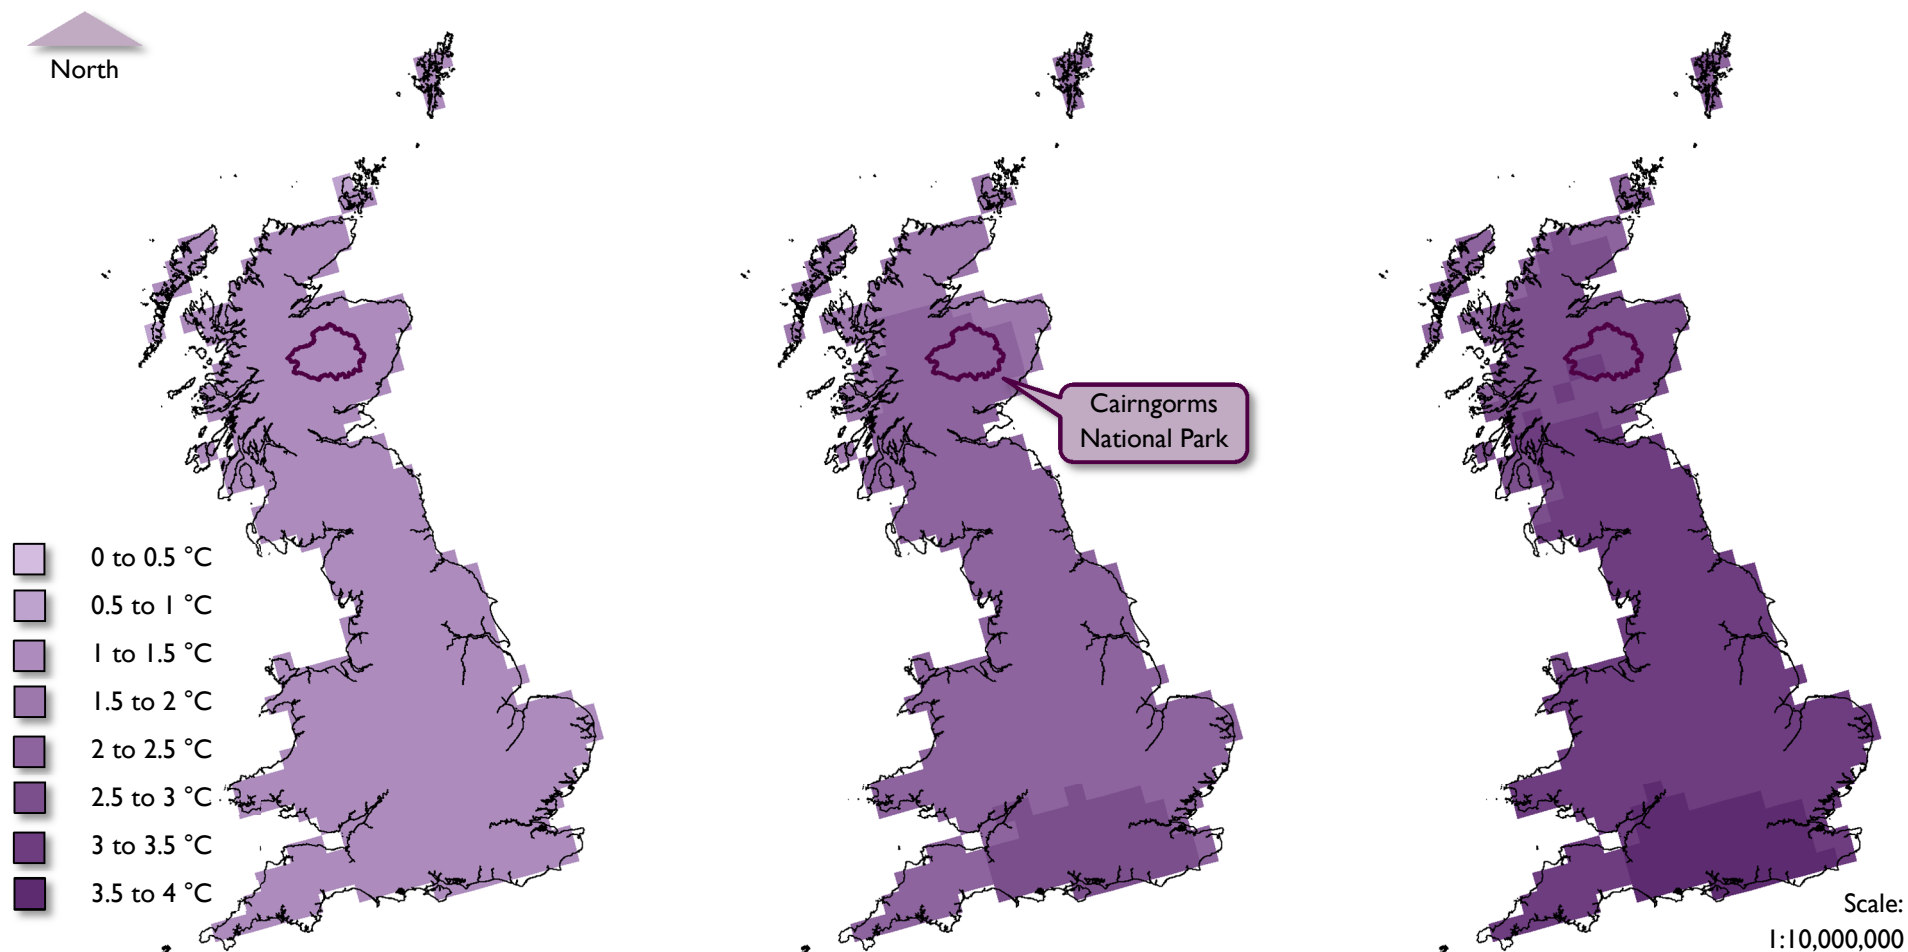 North
Cairngorms
National Park
0 to 0.5 °C
0.5 to 1 °C
1 to 1.5 °C
1.5 to 2 °C
2 to 2.5 °C
2.5 to 3 °C
3 to 3.5 °C
3.5 to 4 °C
Scale:
1:10,000,000